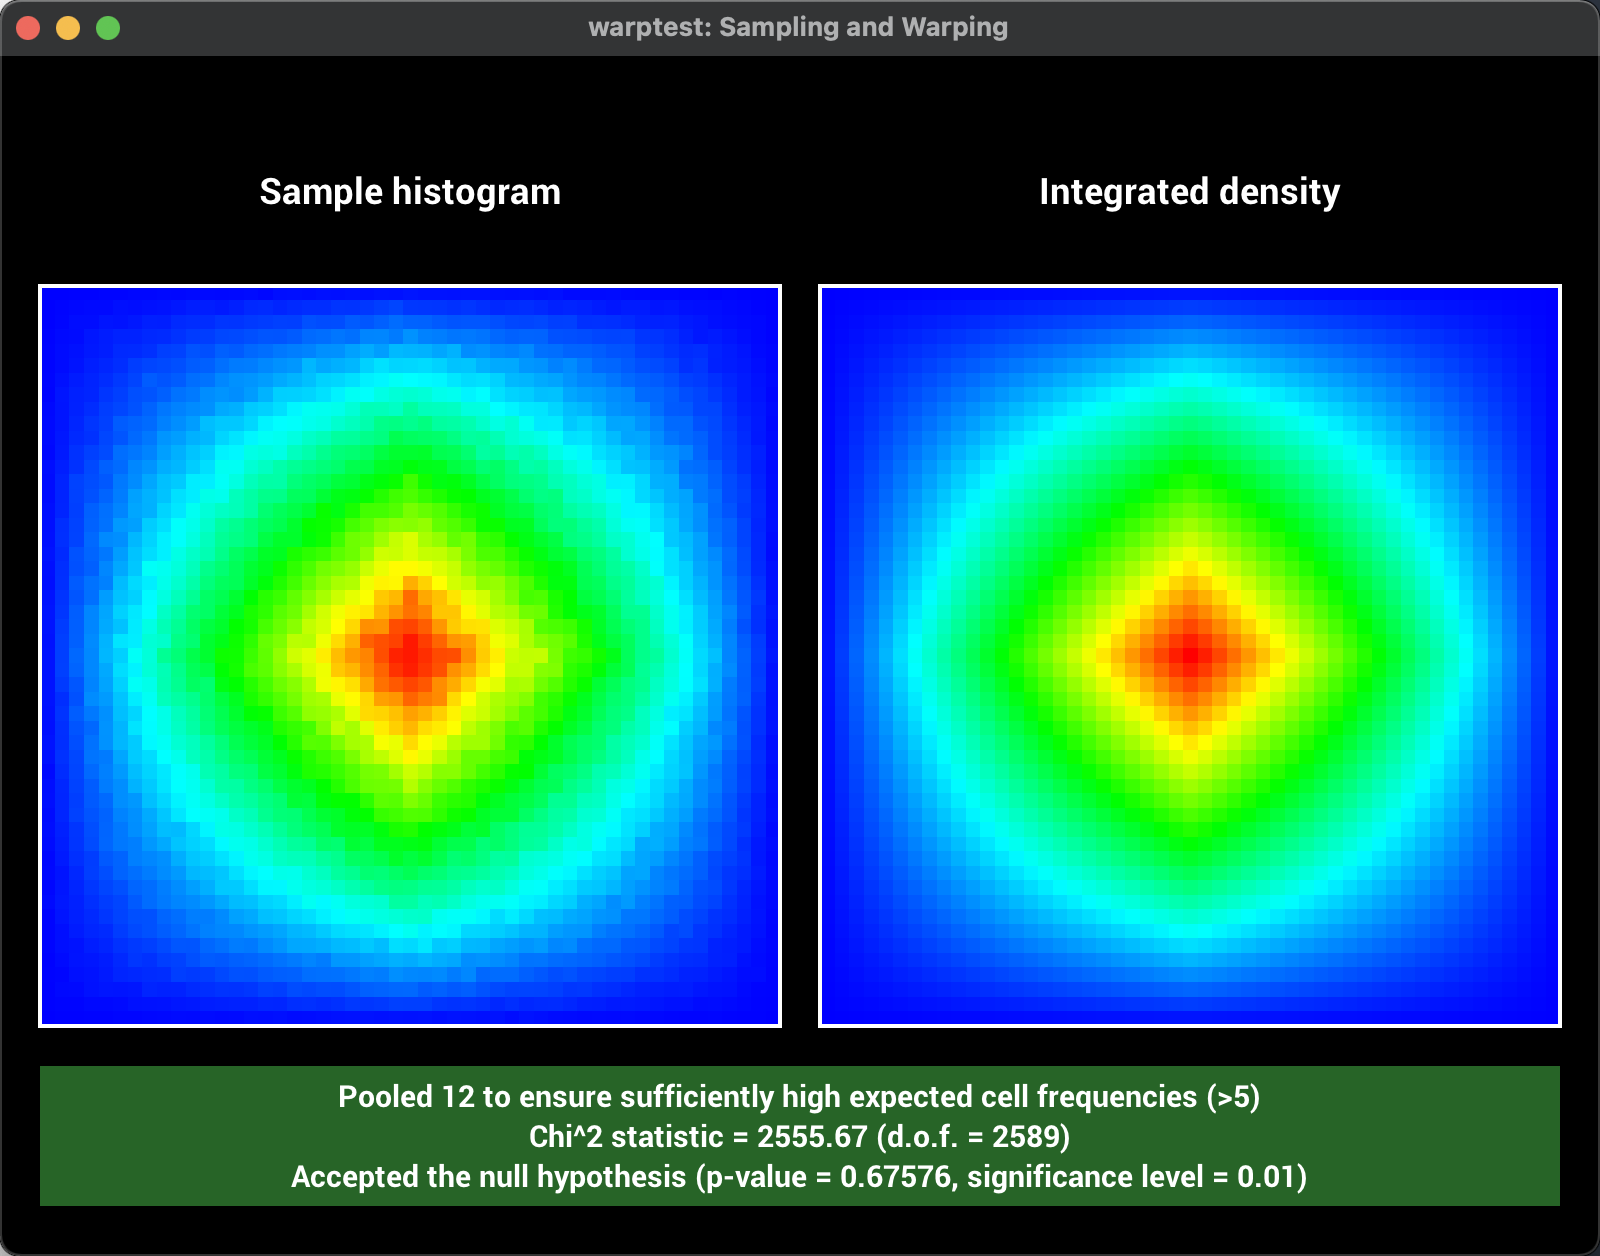 warptest: Sampling and Warping
Sample histogram
Integrated density
Pooled 12 to ensure sufficiently high expected cell frequencies (>5)
Chi^2 statistic = 2555.67 (d.o.f. = 2589)
Accepted the null hypothesis (p-value = 0.67576, significance level = 0.01)